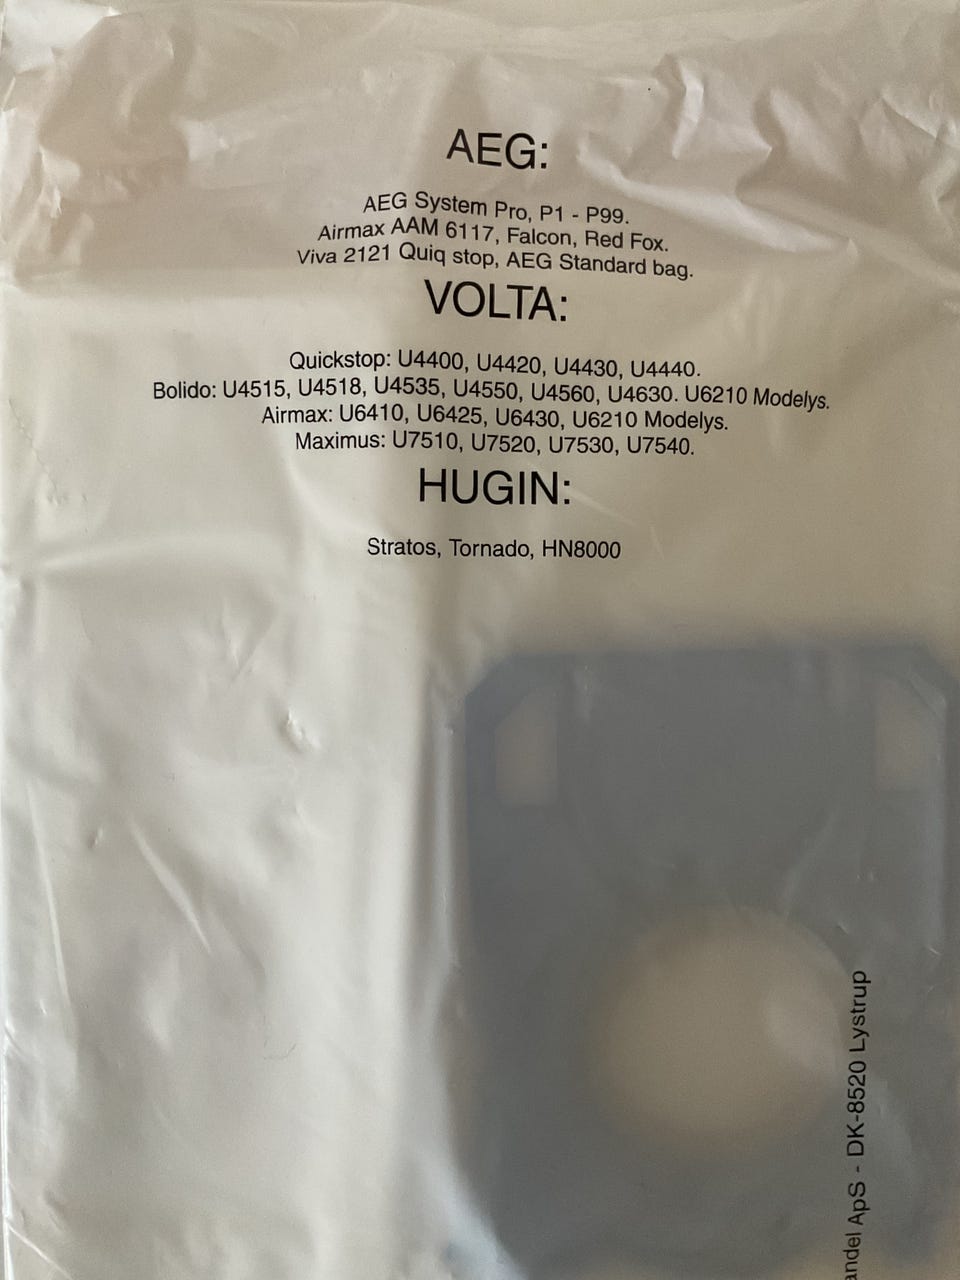 AEG:
AEG System Pro, P1 - P99.
Airmax AAM 6117, Falcon, Red Fox.
Viva 2121 Quiq stop, AEG Standard bag.
VOLTA:
Quickstop: U4400, U4420, U4430, U4440.
Bolido: U4515, U4518, U4535, U4550, U4560, U4630. U6210 Modelys.
Airmax: U6410, U6425, U6430, U6210 Modelys.
Maximus: U7510, U7520, U7530, U7540.
HUGIN:
Stratos, Tornado, HN8000
ApS - DK-8520 Lystrup